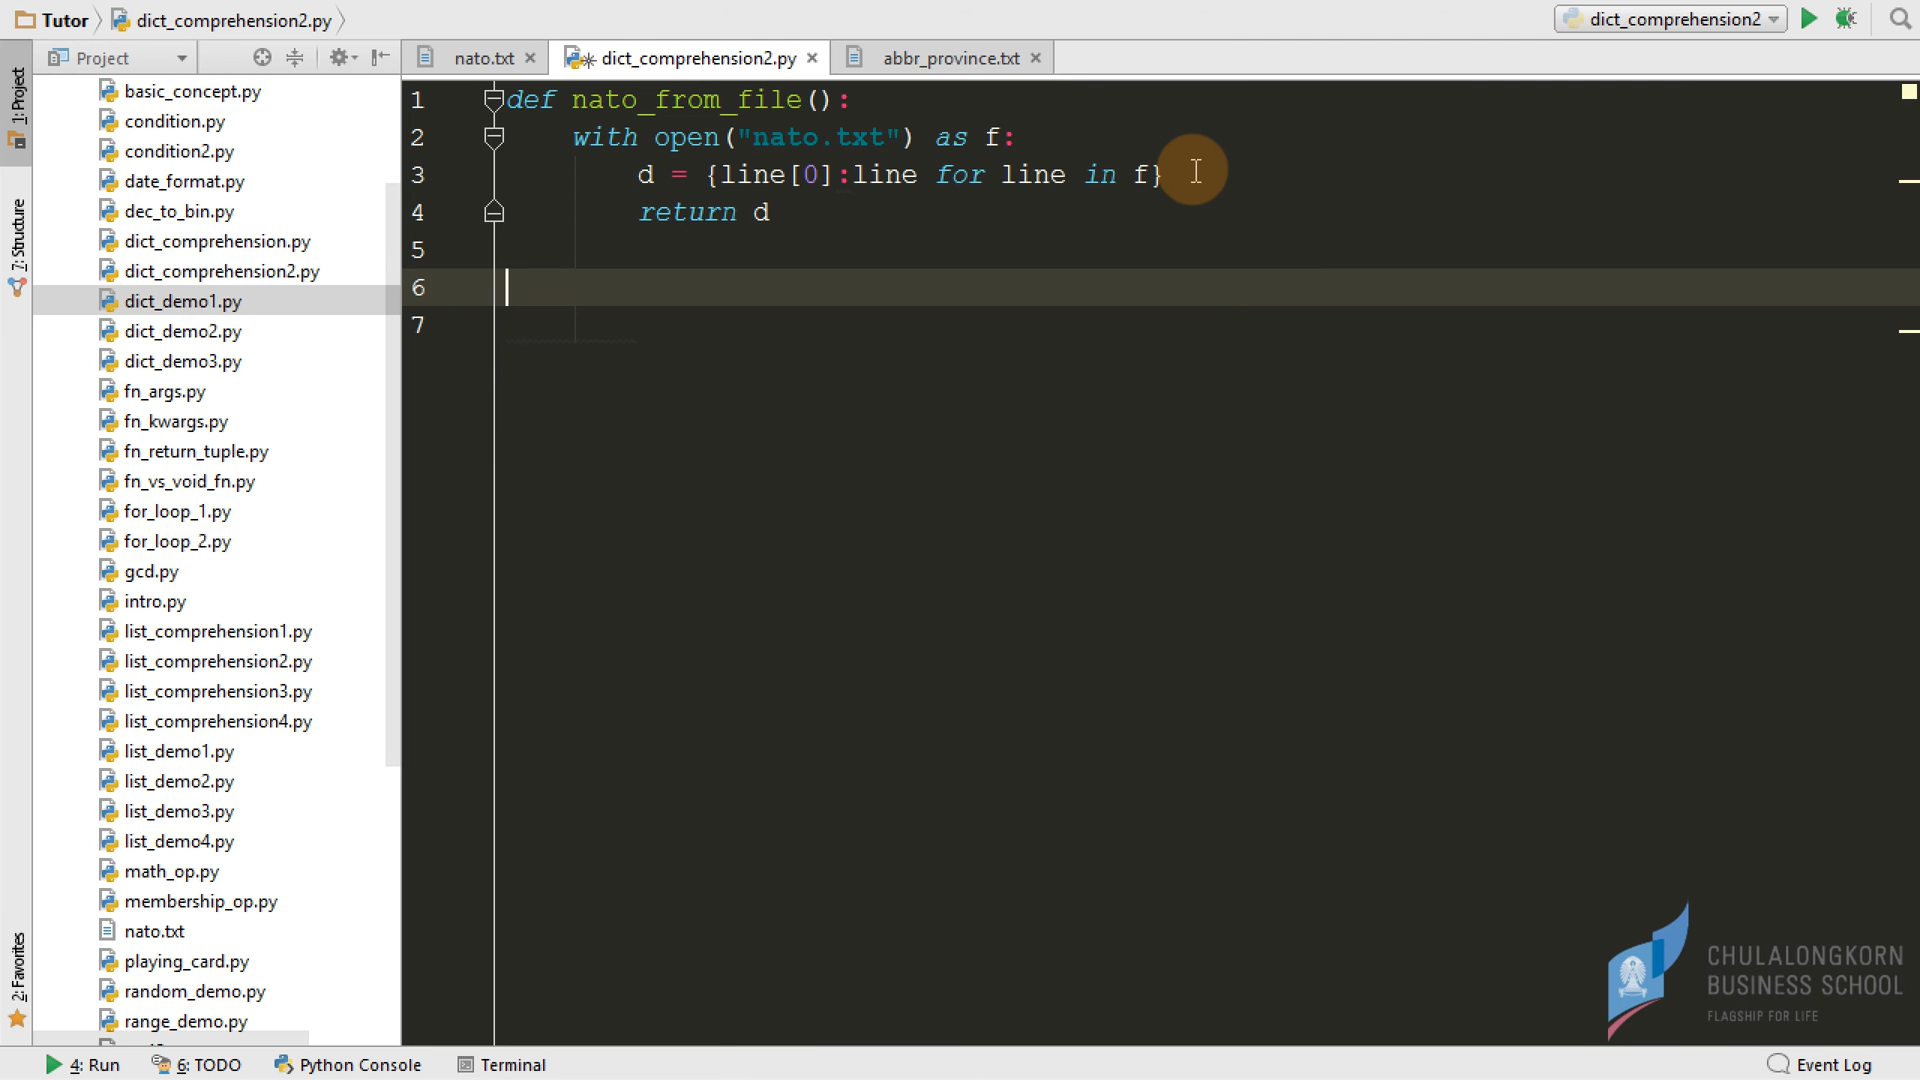 Tutor dict_comprehension2.py dict_comprehension2
Project nato.txt dict_comprehension2.py abbr_province.txt
1: Project
7: Structure
2: Favorites
basic_concept.py
condition.py
condition2.py
date_format.py
dec_to_bin.py
dict_comprehension.py
dict_comprehension2.py
dict_demo1.py
dict_demo2.py
dict_demo3.py
fn_args.py
fn_kwargs.py
fn_return_tuple.py
fn_vs_void_fn.py
for_loop_1.py
for_loop_2.py
gcd.py
intro.py
list_comprehension1.py
list_comprehension2.py
list_comprehension3.py
list_comprehension4.py
list_demo1.py
list_demo2.py
list_demo3.py
list_demo4.py
math_op.py
membership_op.py
nato.txt
playing_card.py
random_demo.py
range_demo.py
1 def nato_from_file():
2 with open("nato.txt") as f:
3 d = {line[0]:line for line in f}
4 return d
5
6
7
CHULALONGKORN
BUSINESS SCHOOL
FLAGSHIP FOR LIFE
4: Run 6: TODO Python Console Terminal Event Log